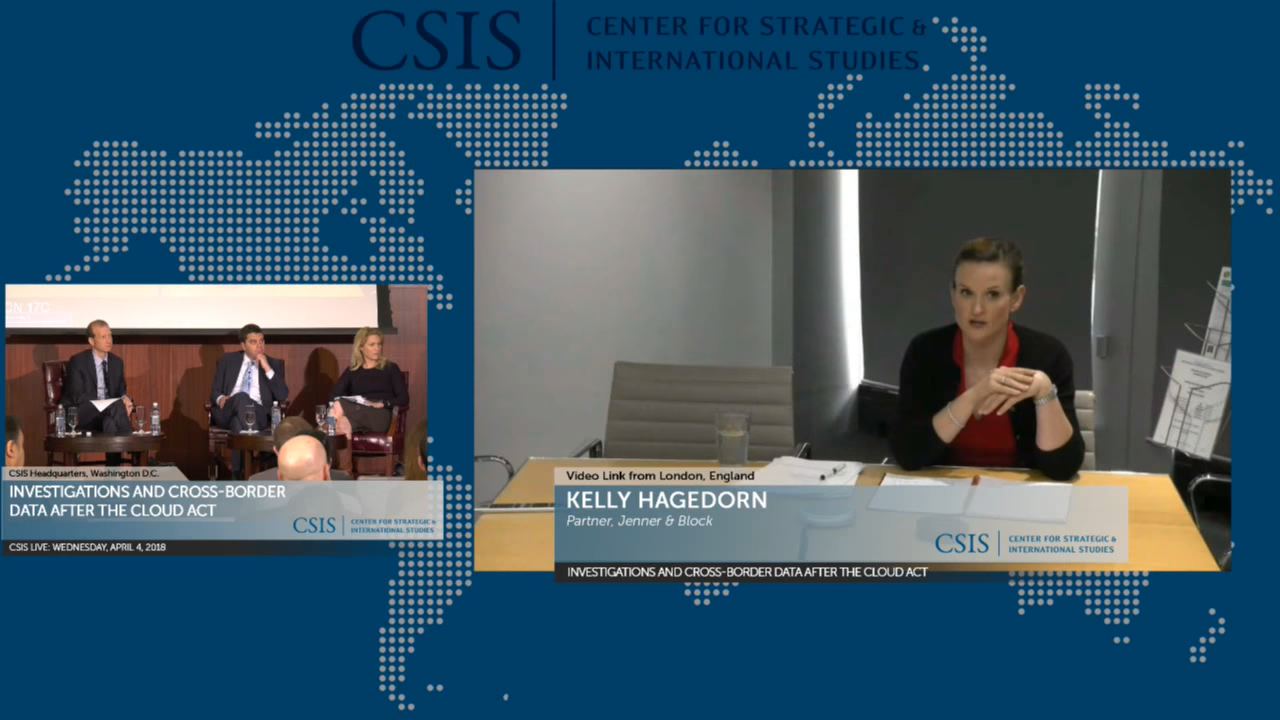 CSIS
CENTER FOR STRATEGIC &
INTERNATIONAL STUDIES
ON 17C
CSIS Headquarters, Washington D.C.
INVESTIGATIONS AND CROSS-BORDER
DATA AFTER THE CLOUD ACT
CSIS
CENTER FOR STRATEGIC &
INTERNATIONAL STUDIES
CSIS LIVE: WEDNESDAY, APRIL 4, 2018
Video Link from London, England
KELLY HAGEDORN
Partner, Jenner & Block
CSIS
CENTER FOR STRATEGIC &
INTERNATIONAL STUDIES
INVESTIGATIONS AND CROSS-BORDER DATA AFTER THE CLOUD ACT